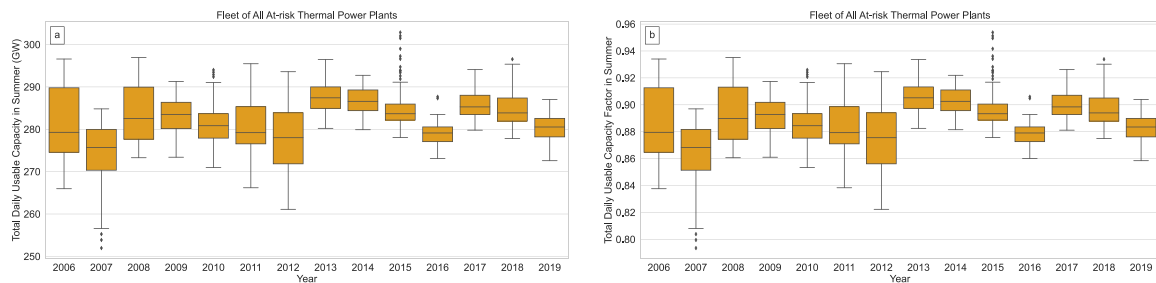 Fleet of All At-risk Thermal Power Plants
a
Total Daily Usable Capacity in Summer (GW)
300
290
280
270
260
250
2006 2007 2008 2009 2010 2011 2012 2013 2014 2015 2016 2017 2018 2019
Year
Fleet of All At-risk Thermal Power Plants
b
Total Daily Usable Capacity Factor in Summer
0.96
0.94
0.92
0.90
0.88
0.86
0.84
0.82
0.80
2006 2007 2008 2009 2010 2011 2012 2013 2014 2015 2016 2017 2018 2019
Year